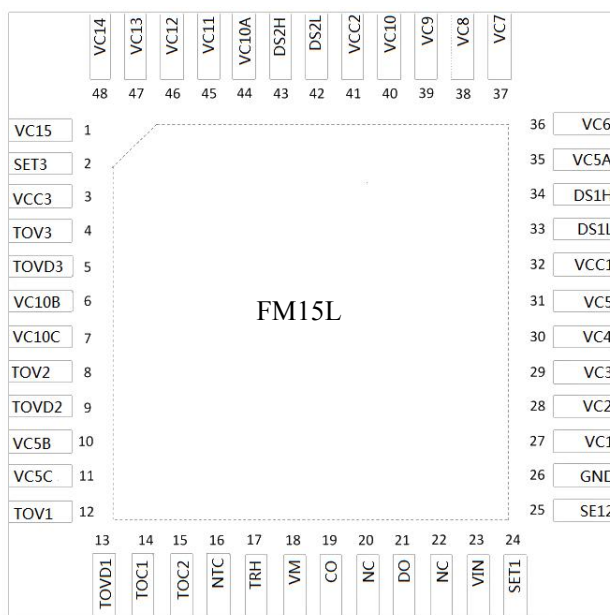 VC14 VC13 VC12 VC11 VC10A DS2H DS2L VCC2 VC10 VC9 VC8 VC7
48 47 46 45 44 43 42 41 40 39 38 37
VC15 1
SET3 2
VCC3 3
TOV3 4
TOVD3 5
VC10B 6
VC10C 7
TOV2 8
TOVD2 9
VC5B 10
VC5C 11
TOV1 12
FM15L
36 VC6
35 VC5A
34 DS1H
33 DS1L
32 VCC1
31 VC5
30 VC4
29 VC3
28 VC2
27 VC1
26 GND
25 SE12
13 14 15 16 17 18 19 20 21 22 23 24
TOVD1 TOC1 TOC2 NTC TRH VM CO NC DO NC VIN SET1